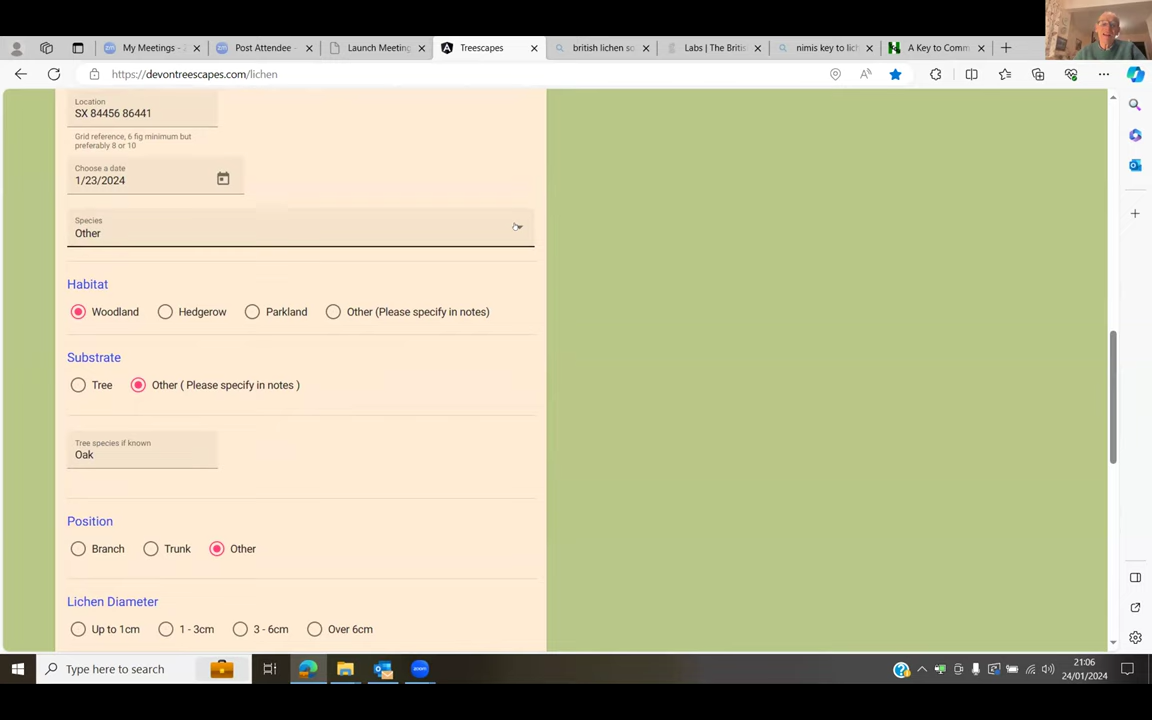 My Meetings - Z
Post Attendee -
Launch Meeting
Treescapes
british lichen so
Labs | The Britis
nimis key to lich
A Key to Comm
https://devontreescapes.com/lichen
Location
SX 84456 86441
Grid reference, 6 fig minimum but
preferably 8 or 10
Choose a date
1/23/2024
Species
Other
Habitat
Woodland
Hedgerow
Parkland
Other (Please specify in notes)
Substrate
Tree
Other ( Please specify in notes )
Tree species if known
Oak
Position
Branch
Trunk
Other
Lichen Diameter
Up to 1cm
1 - 3cm
3 - 6cm
Over 6cm
Type here to search
zoom
21:06
24/01/2024